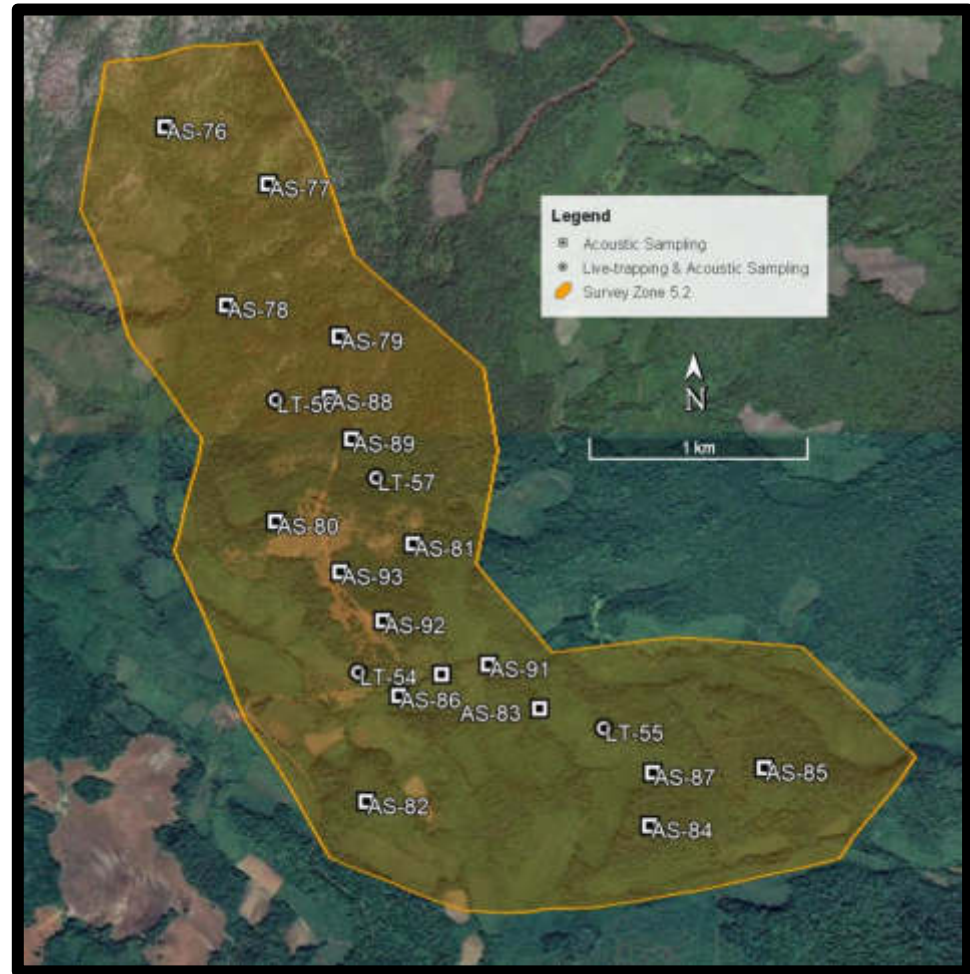 AS-76
AS-77
Legend
Acoustic Sampling
Live-trapping & Acoustic Sampling
Survey Zone 5.2
AS-78
AS-79
N
LT-56
AS-88
AS-89
1 km
LT-57
AS-80
AS-81
AS-93
AS-92
AS-91
LT-54
AS-86
AS-83
LT-55
AS-87
AS-85
AS-82
AS-84